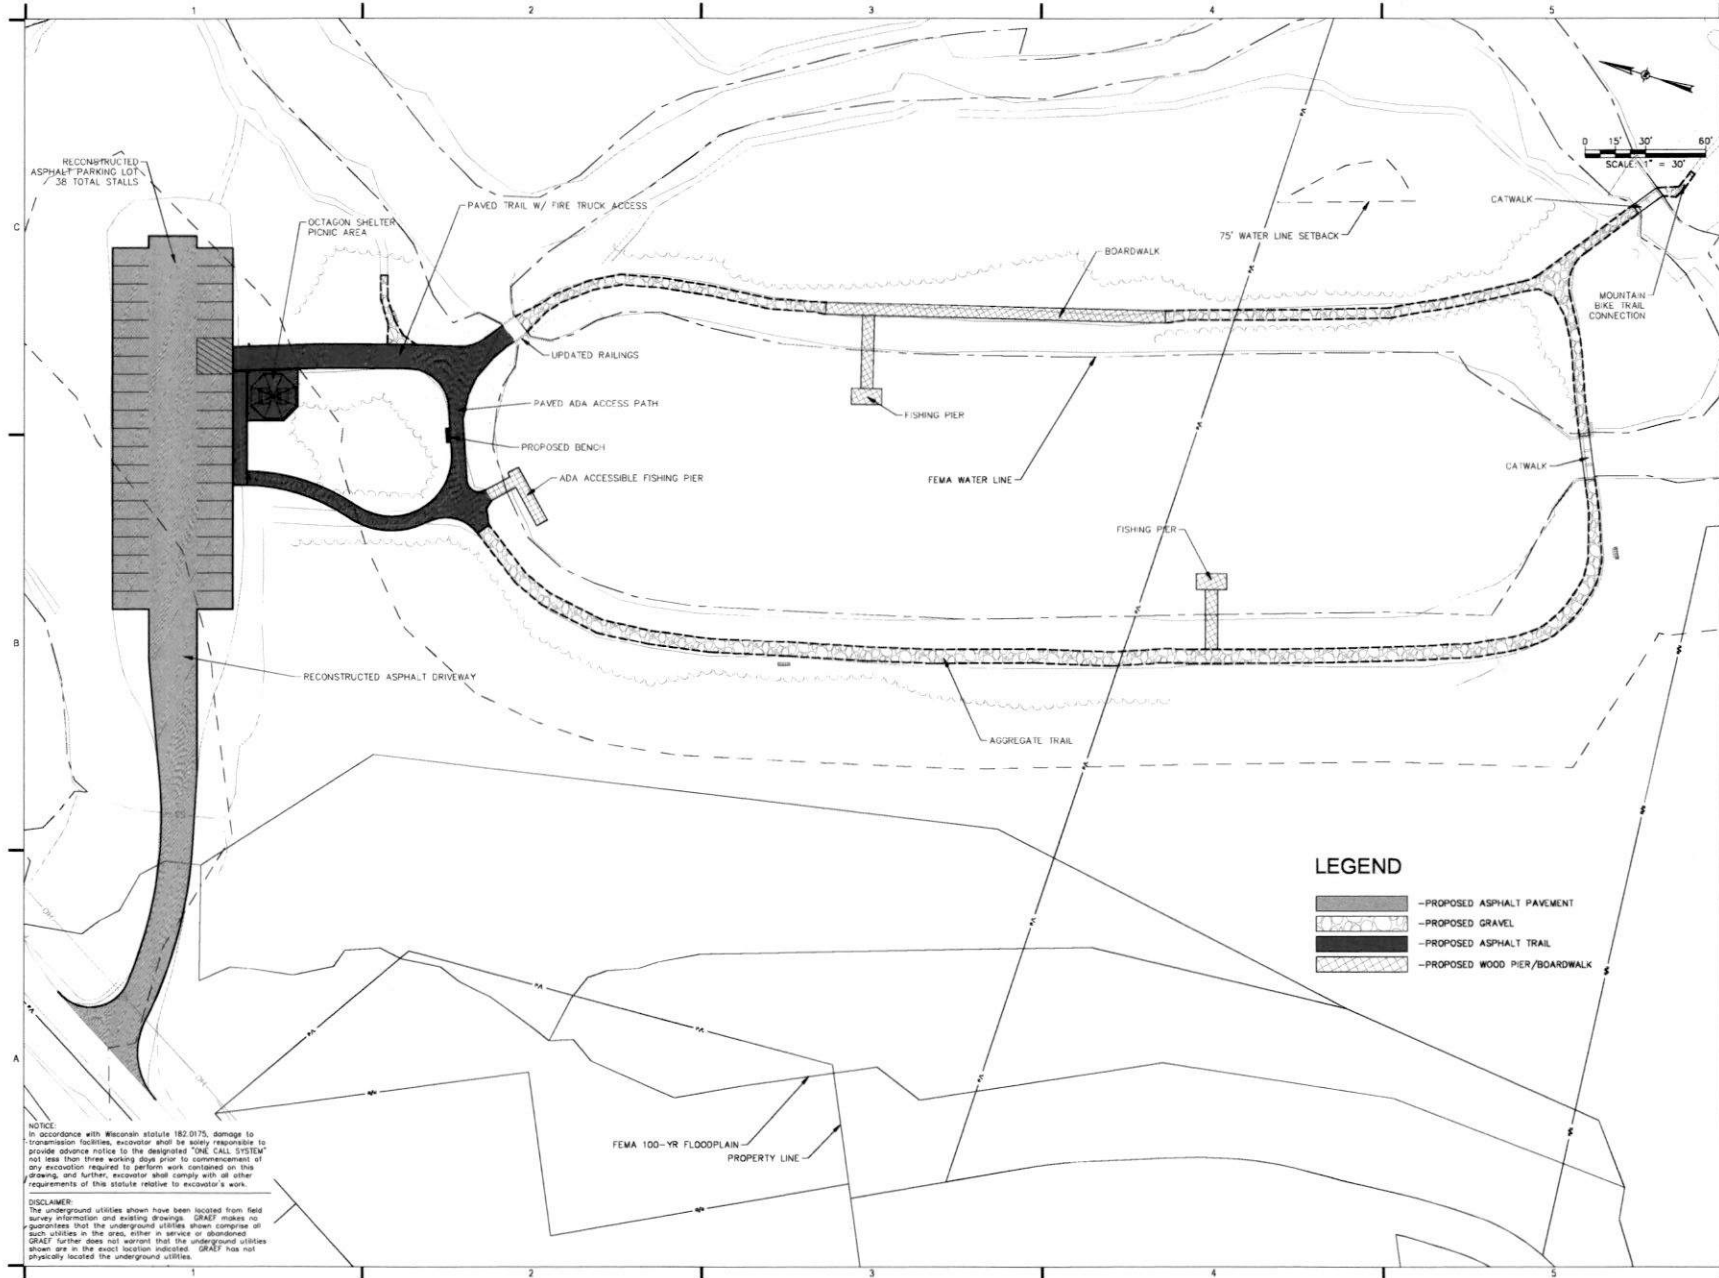 1 2 3 4 5
RECONSTRUCTED
ASPHALT PARKING LOT
38 TOTAL STALLS
OCTAGON SHELTER
PICNIC AREA
PAVED TRAIL W/ FIRE TRUCK ACCESS
0 15' 30' 60'
SCALE: 1" = 30'
CATWALK
75' WATER LINE SETBACK
BOARDWALK
C
MOUNTAIN
BIKE TRAIL
CONNECTION
UPDATED RAILINGS
PAVED ADA ACCESS PATH
FISHING PIER
PROPOSED BENCH
ADA ACCESSIBLE FISHING PIER
FEMA WATER LINE
CATWALK
FISHING PIER
B
RECONSTRUCTED ASPHALT DRIVEWAY
AGGREGATE TRAIL
LEGEND
-PROPOSED ASPHALT PAVEMENT
-PROPOSED GRAVEL
-PROPOSED ASPHALT TRAIL
-PROPOSED WOOD PIER/BOARDWALK
A
FEMA 100-YR FLOODPLAIN
PROPERTY LINE
NOTICE:
In accordance with Wisconsin statute 182.0175, damage to
transmission facilities, excavator shall be solely responsible to
provide advance notice to the designated "ONE CALL SYSTEM"
not less than three working days prior to commencement of
any excavation required to perform work contained on this
drawing, and further, excavator shall comply with all other
requirements of this statute relative to excavator's work.
DISCLAIMER:
The underground utilities shown have been located from field
survey information and existing drawings. GRAEF makes no
guarantees that the underground utilities shown comprise all
such utilities in the area, either in service or abandoned.
GRAEF further does not warrant that the underground utilities
shown are in the exact location indicated. GRAEF has not
physically located the underground utilities.
1 2 3 4 5